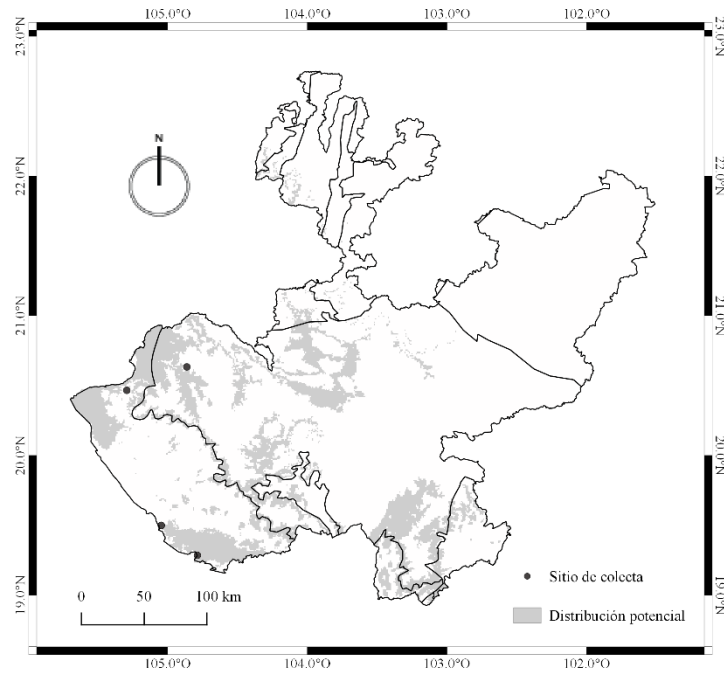 105.0°O 104.0°O 103.0°O 102.0°O
23.0°N 23.0°N
N
22.0°N 22.0°N
21.0°N 21.0°N
20.0°N 20.0°N
19.0°N 19.0°N
Sitio de colecta
0 50 100 km
Distribución potencial
105.0°O 104.0°O 103.0°O 102.0°O